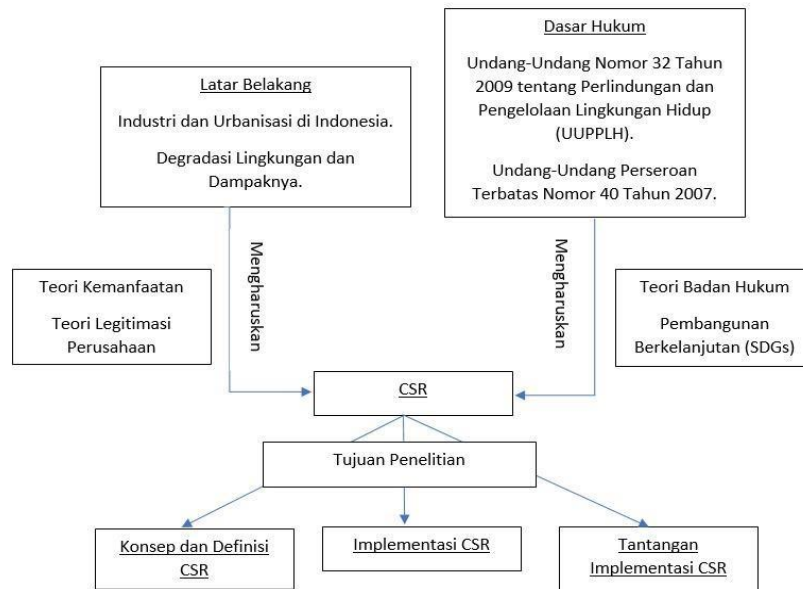 Dasar Hukum
Undang-Undang Nomor 32 Tahun
2009 tentang Perlindungan dan
Pengelolaan Lingkungan Hidup
(UUPPLH).
Undang-Undang Perseroan
Terbatas Nomor 40 Tahun 2007.
Latar Belakang
Industri dan Urbanisasi di Indonesia.
Degradasi Lingkungan dan
Dampaknya.
Mengharuskan
Mengharuskan
Teori Kemanfaatan
Teori Legitimasi
Perusahaan
Teori Badan Hukum
Pembangunan
Berkelanjutan (SDGs)
CSR
Tujuan Penelitian
Konsep dan Definisi
CSR
Implementasi CSR
Tantangan
Implementasi CSR